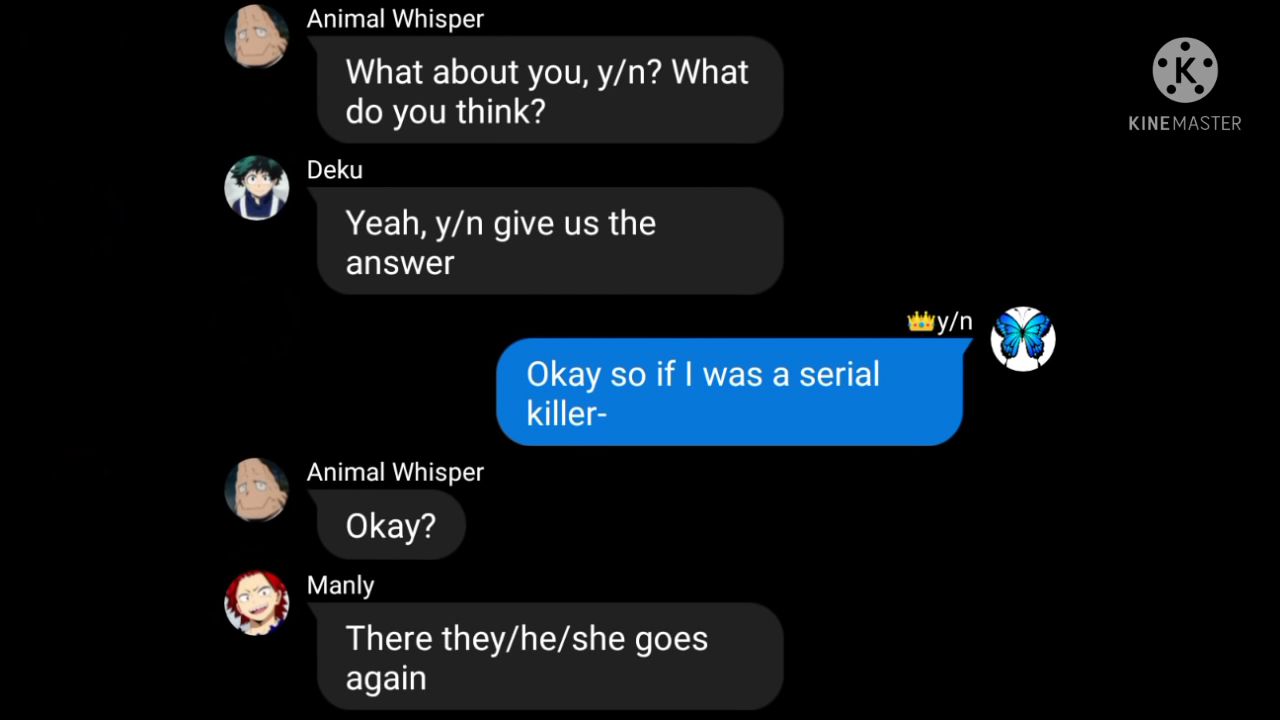 Animal Whisper
What about you, y/n? What
do you think?
K
KINEMASTER
Deku
Yeah, y/n give us the
answer
👑y/n
Okay so if I was a serial
killer-
Animal Whisper
Okay?
Manly
There they/he/she goes
again